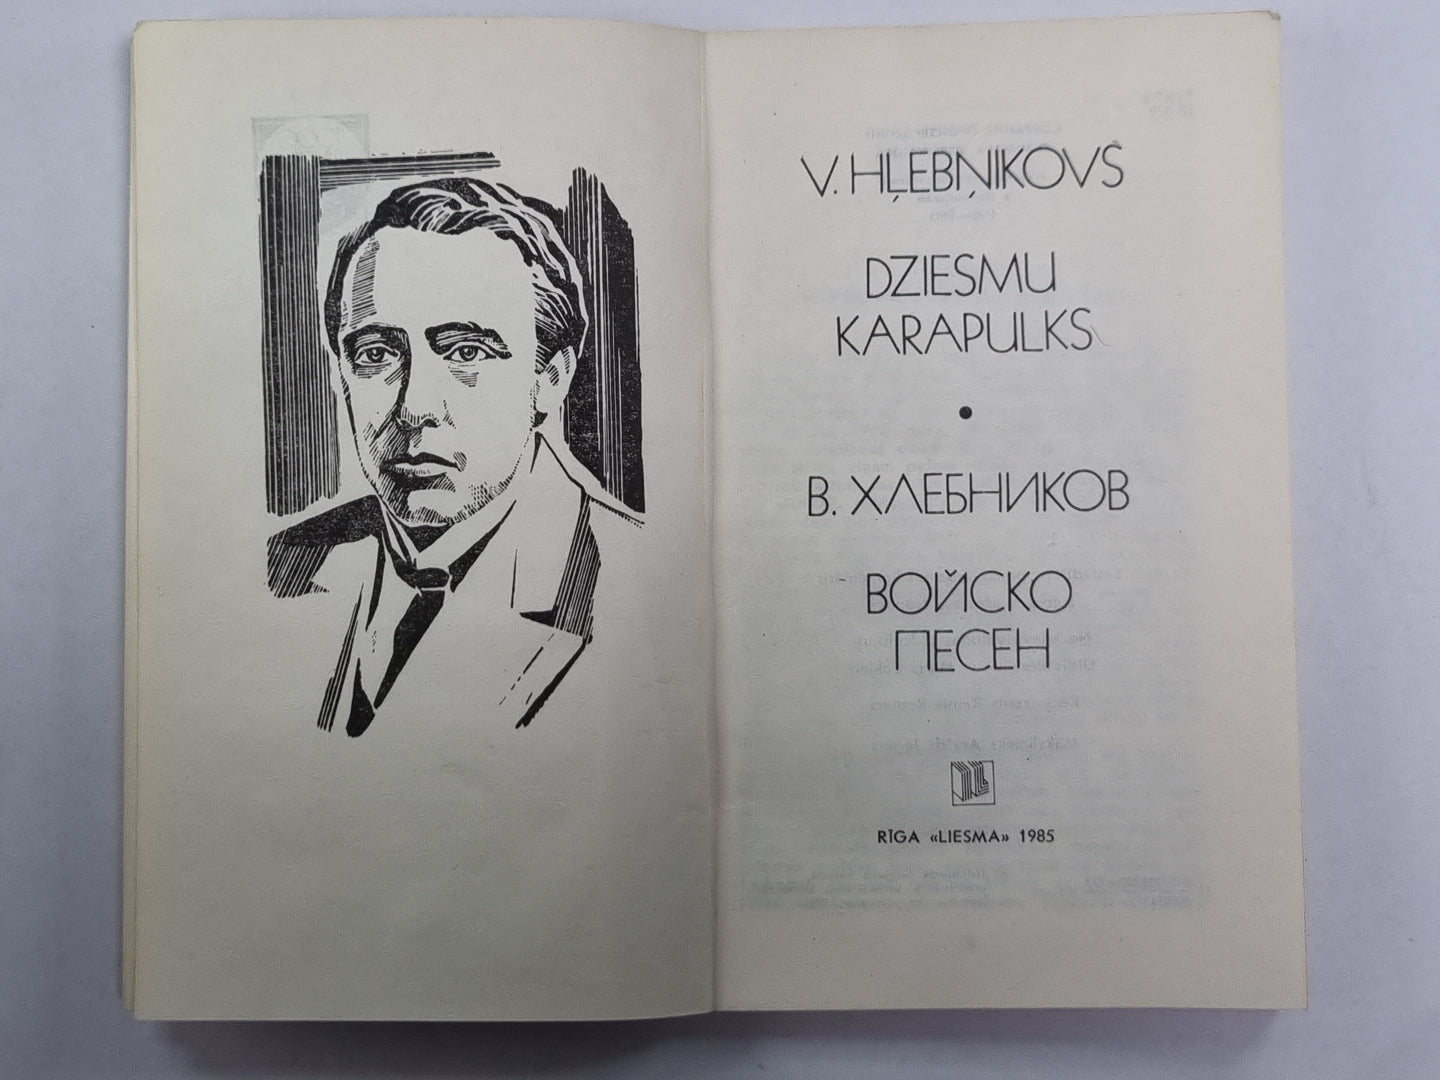 V. HĻEBŅIKOVS
DZIESMU
KARAPULKS
•
В. ХЛЕБНИКОВ
ВОЙСКО
ПЕСЕН
RĪGA «LIESMA» 1985